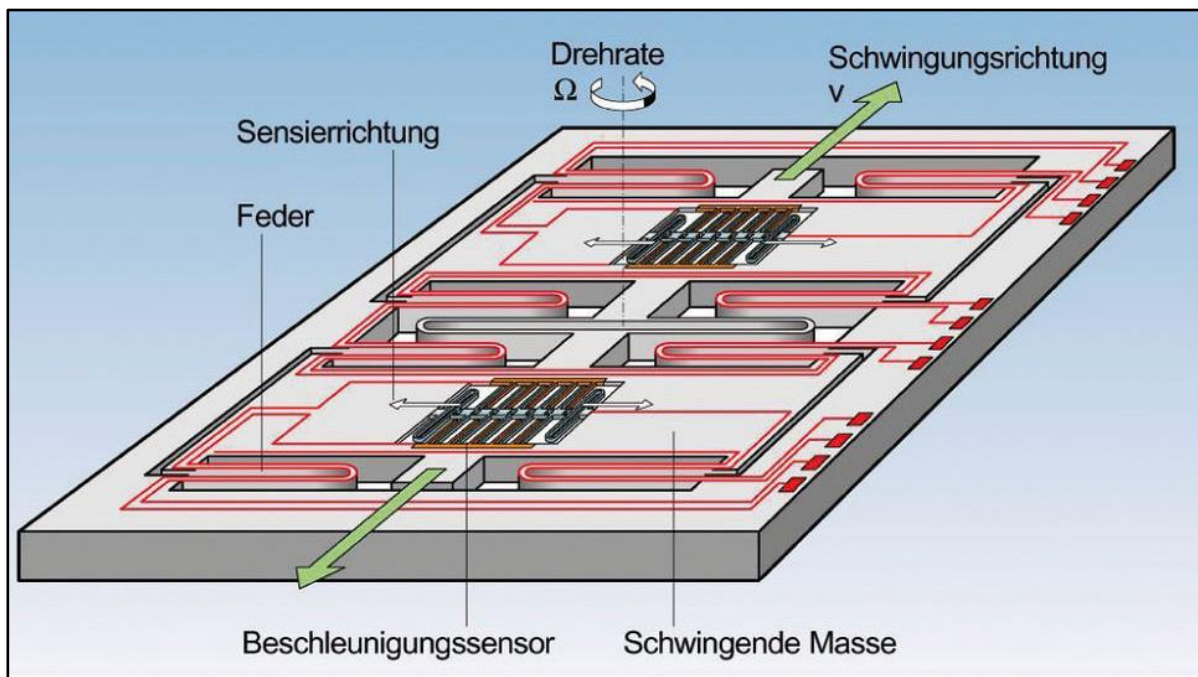 Drehrate
Ω
Schwingungsrichtung
v
Sensierrichtung
Feder
Beschleunigungssensor
Schwingende Masse